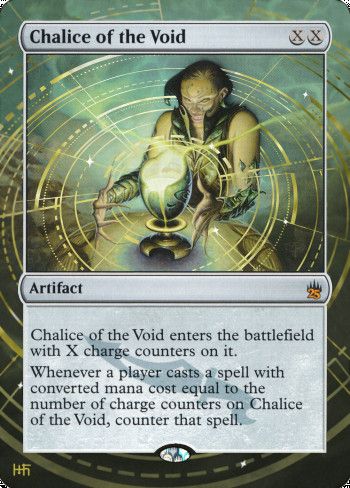 Chalice of the Void XX
Artifact
25
Chalice of the Void enters the battlefield
with X charge counters on it.
Whenever a player casts a spell with
converted mana cost equal to the
number of charge counters on Chalice
of the Void, counter that spell.